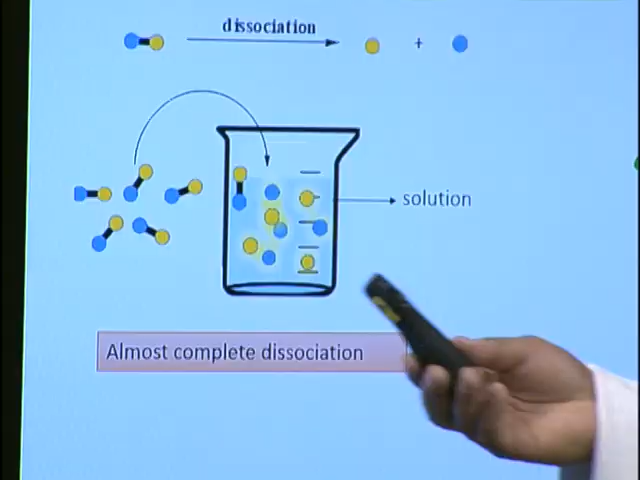 dissociation
+
solution
Almost complete dissociation